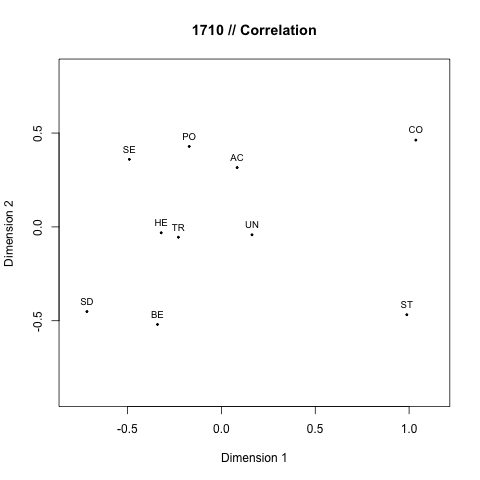 1710 // Correlation
CO
PO
SE
AC
HE
TR
UN
SD
BE
ST
0.5
0.0
-0.5
Dimension 2
-0.5
0.0
0.5
1.0
Dimension 1